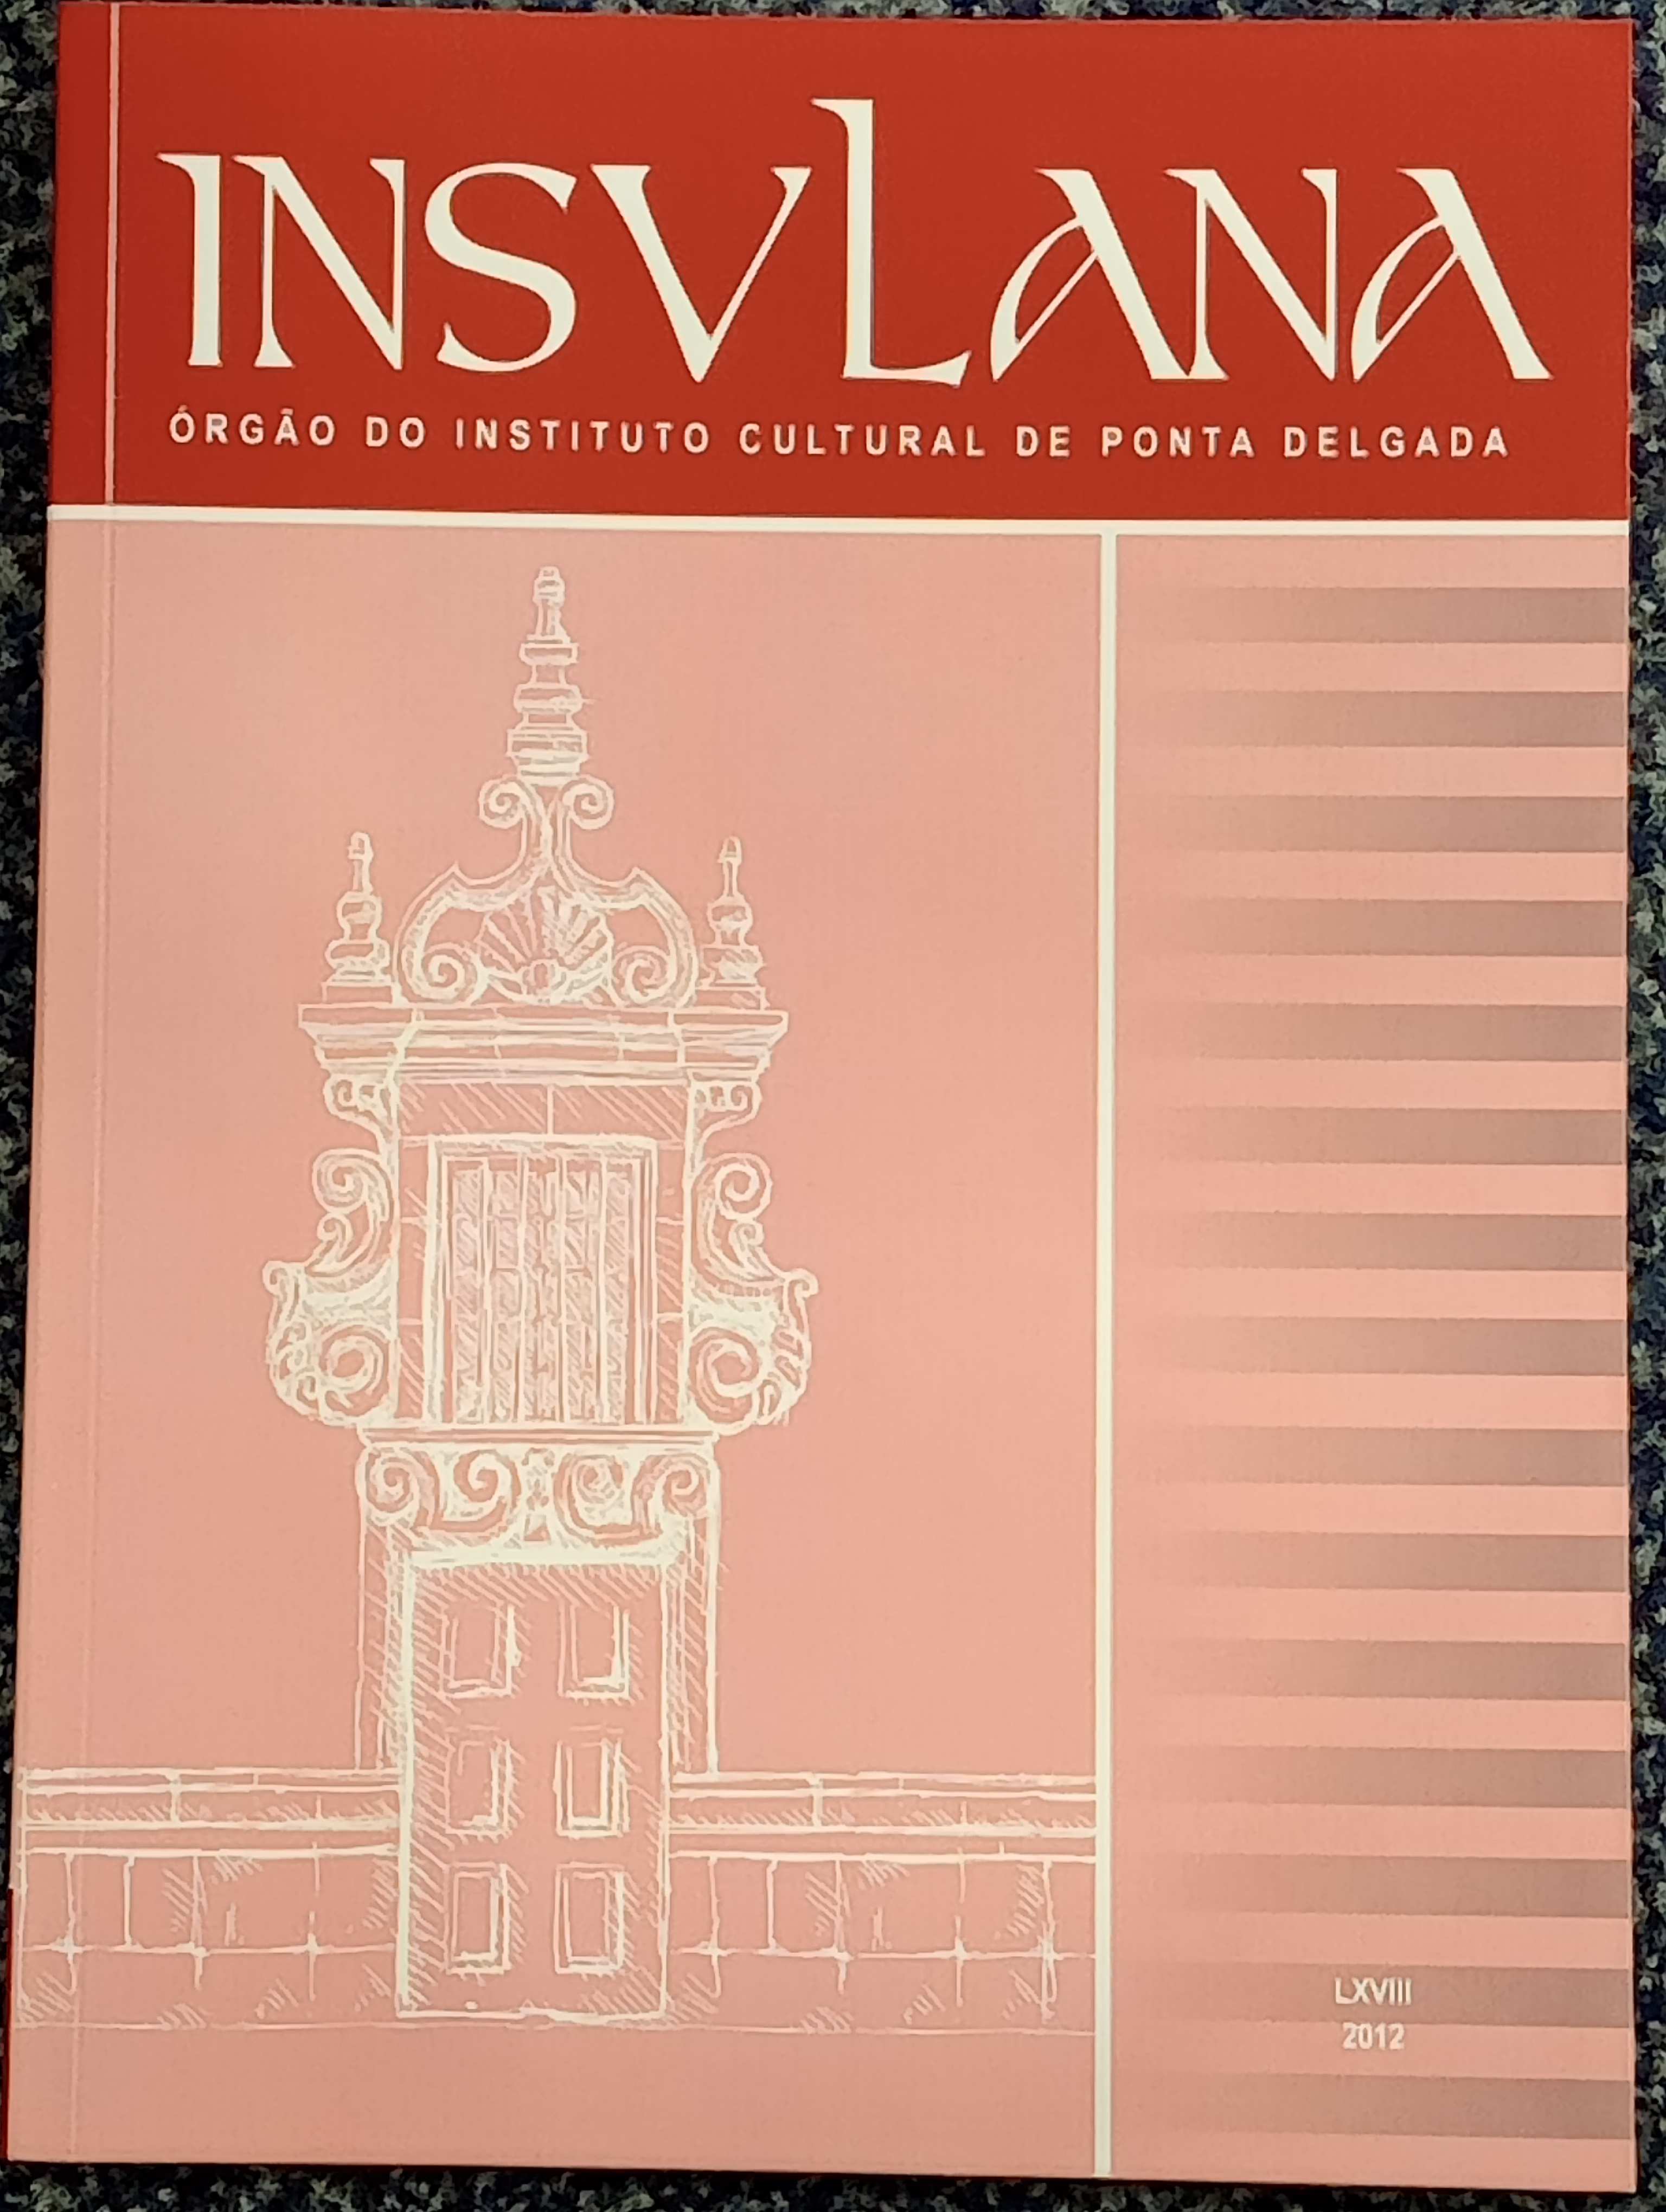 INSVLANA
ÓRGÃO DO INSTITUTO CULTURAL DE PONTA DELGADA
LXVIII
2012